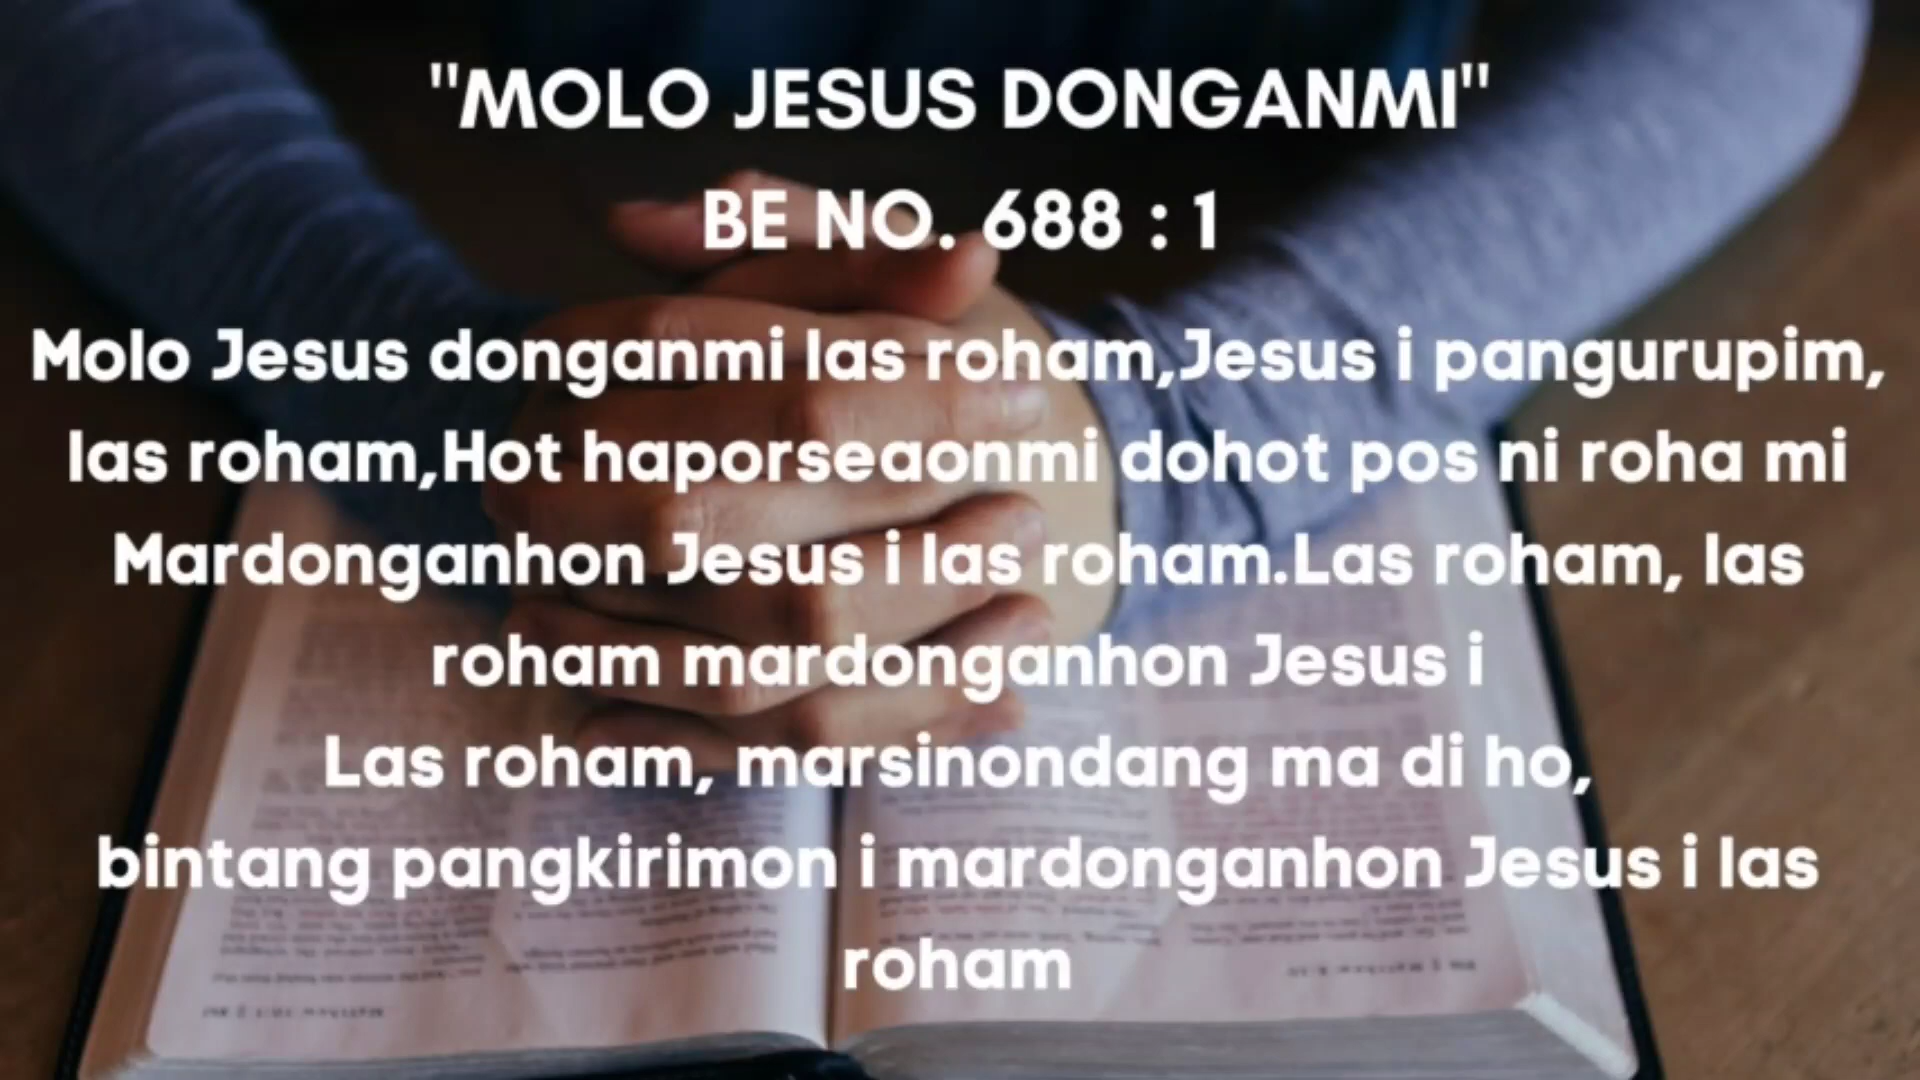 "MOLO JESUS DONGANMI"
BE NO. 688 : 1
Molo Jesus donganmi las roham,Jesus i pangurupim,
las roham,Hot haporseaonmi dohot pos ni roha mi
Mardonganhon Jesus i las roham.Las roham, las
roham mardonganhon Jesus i
Las roham, marsinondang ma di ho,
bintang pangkirimon i mardonganhon Jesus i las
roham